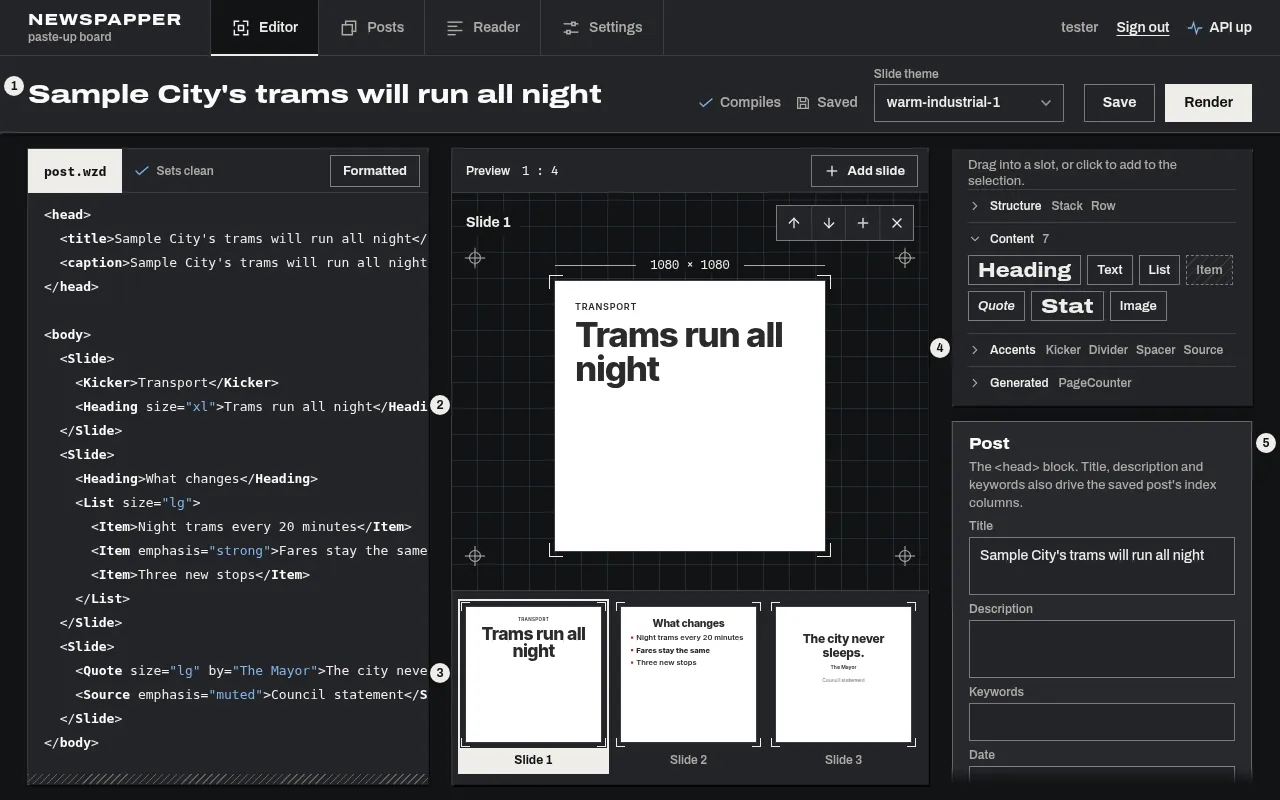 NEWSPAPPER
paste-up board
Editor
Posts
Reader
Settings
tester
Sign out
API up
1
Sample City's trams will run all night
Compiles
Saved
Slide theme
warm-industrial-1
Save
Render
post.wzd
Sets clean
Formatted
<head>
<title>Sample City's trams will run all night</
<caption>Sample City's trams will run all night
</head>
<body>
<Slide>
<Kicker>Transport</Kicker>
<Heading size="xl">Trams run all night</Headi
</Slide>
<Slide>
<Heading>What changes</Heading>
<List size="lg">
<Item>Night trams every 20 minutes</Item>
<Item emphasis="strong">Fares stay the same
<Item>Three new stops</Item>
</List>
</Slide>
<Slide>
<Quote size="lg" by="The Mayor">The city neve
<Source emphasis="muted">Council statement</S
</Slide>
</body>
2
3
Preview 1 : 4
Add slide
Slide 1
1080 × 1080
TRANSPORT
Trams run all
night
TRANSPORT
Trams run all
night
Slide 1
What changes
• Night trams every 20 minutes
• Fares stay the same
• Three new stops
Slide 2
The city never
sleeps.
The Mayor
Council statement
Slide 3
4
Drag into a slot, or click to add to the
selection.
Structure Stack Row
Content 7
Heading Text List Item
Quote Stat Image
Accents Kicker Divider Spacer Source
Generated PageCounter
5
Post
The <head> block. Title, description and
keywords also drive the saved post's index
columns.
Title
Sample City's trams will run all night
Description
Keywords
Date